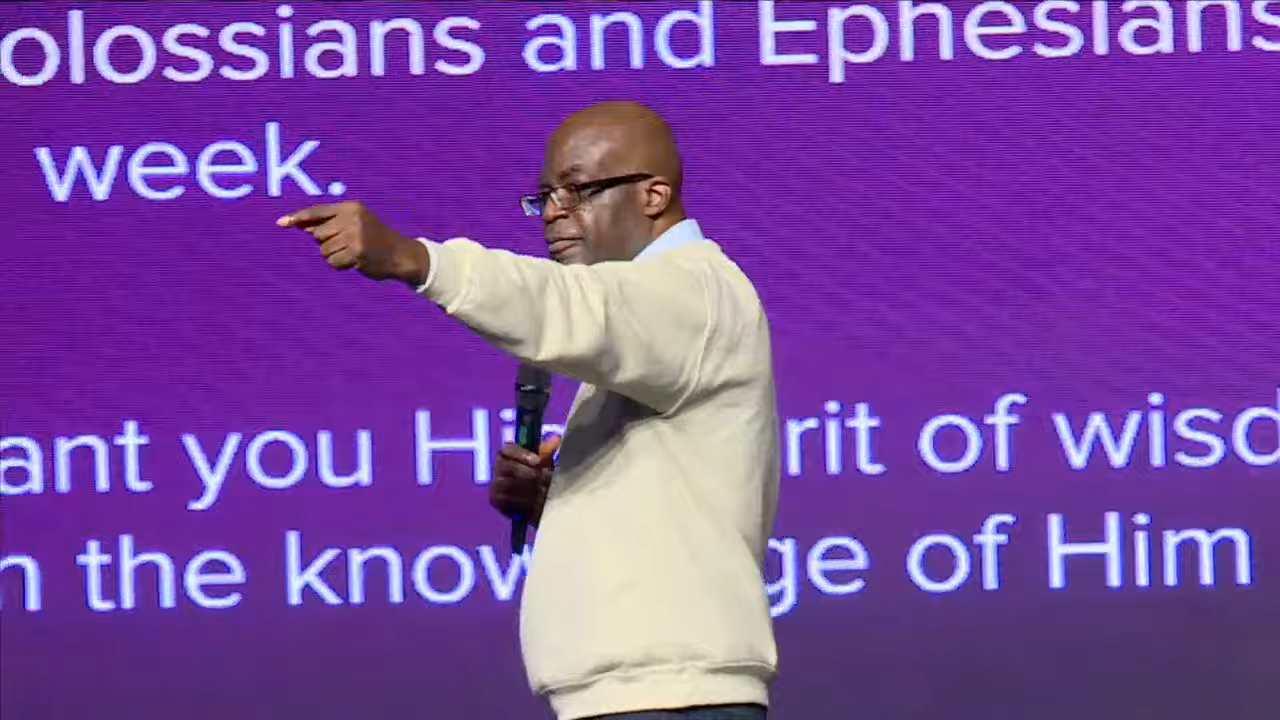 olossians and Ephesians
week.
ant you Hi rit of wisd
n the know ge of Him